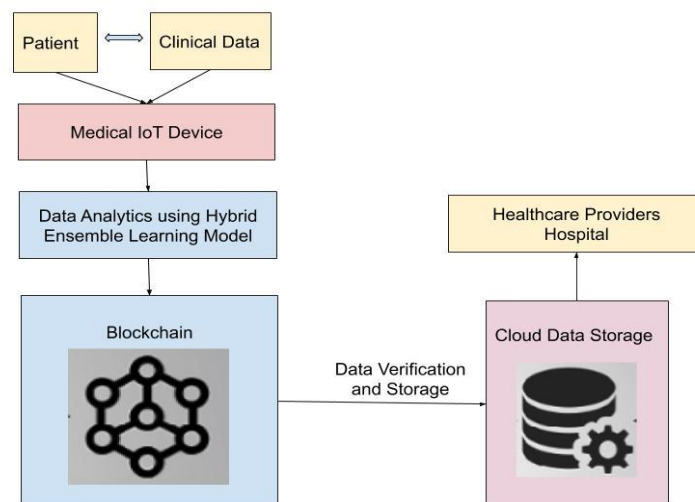 Patient
Clinical Data
Medical IoT Device
Data Analytics using Hybrid
Ensemble Learning Model
Healthcare Providers
Hospital
Blockchain
Cloud Data Storage
Data Verification
and Storage